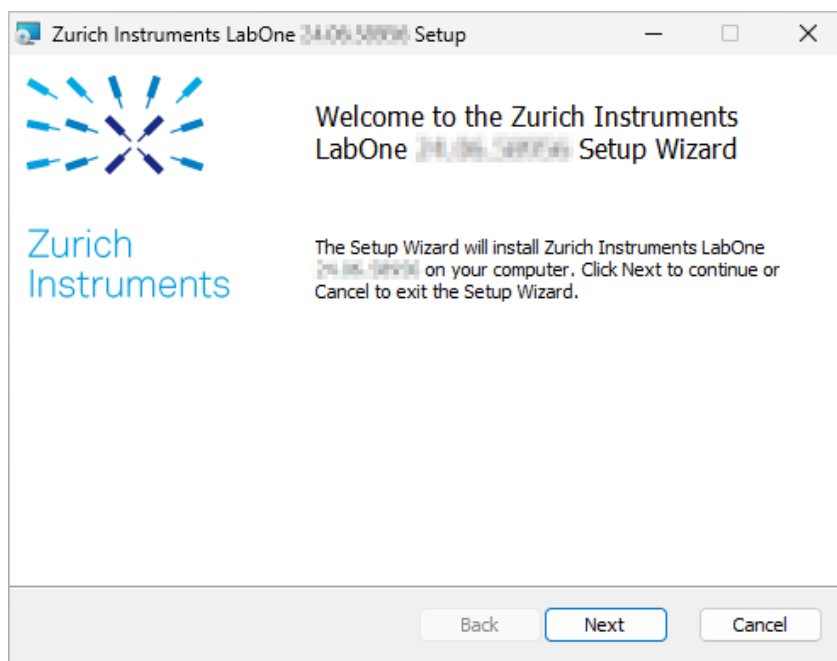 Zurich Instruments LabOne Setup
Welcome to the Zurich Instruments
LabOne Setup Wizard
Zurich
Instruments
The Setup Wizard will install Zurich Instruments LabOne
on your computer. Click Next to continue or
Cancel to exit the Setup Wizard.
Back
Next
Cancel